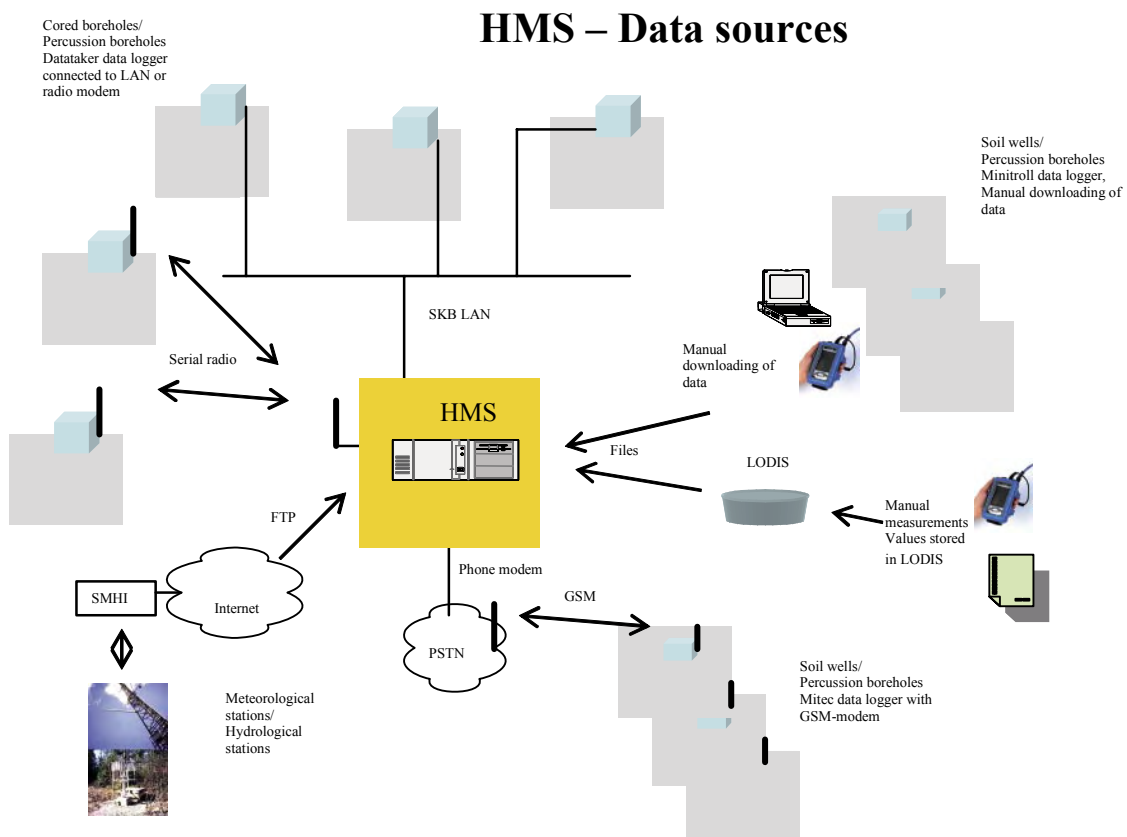 HMS – Data sources
Cored boreholes/
Percussion boreholes
Datataker data logger
connected to LAN or
radio modem
Soil wells/
Percussion boreholes
Minitroll data logger,
Manual downloading of
data
SKB LAN
Serial radio
Manual
downloading of
data
HMS
Files
LODIS
Manual
measurements
Values stored
in LODIS
FTP
SMHI
Internet
Phone modem
GSM
PSTN
Meteorological
stations/
Hydrological
stations
Soil wells/
Percussion boreholes
Mitec data logger with
GSM-modem